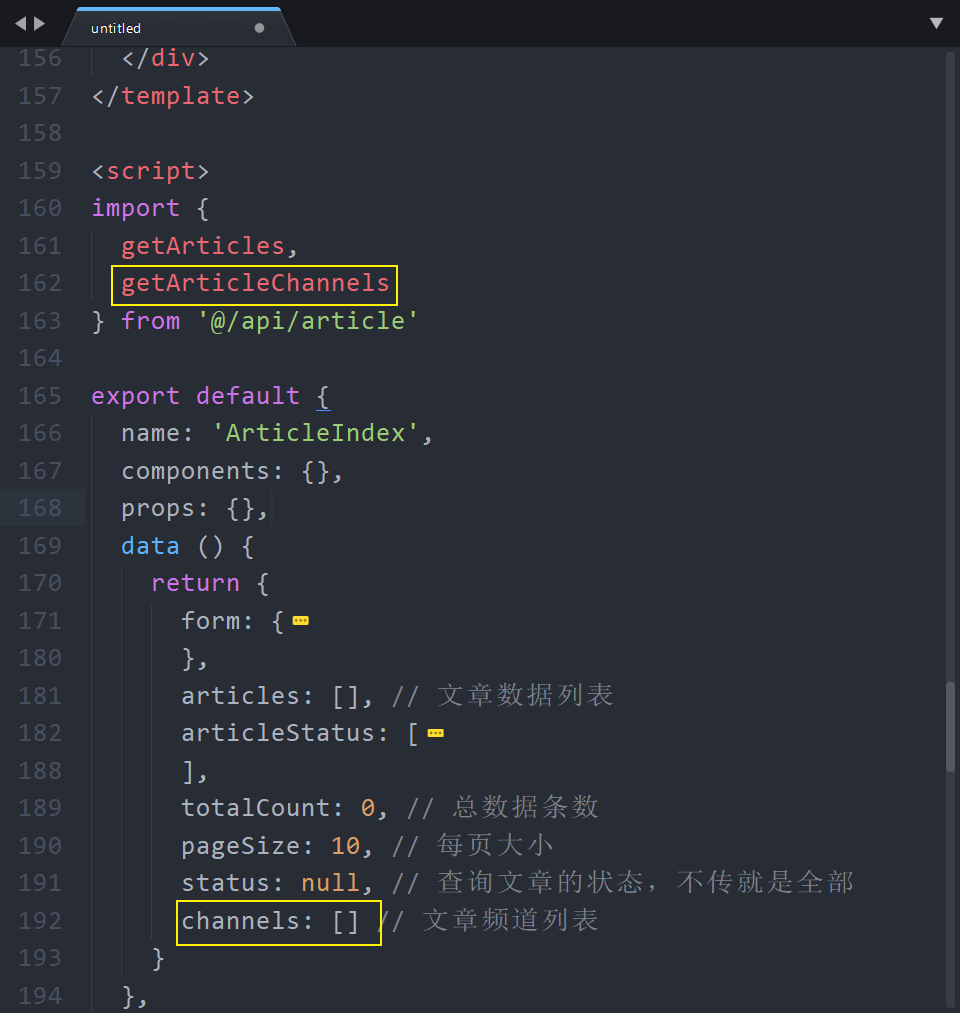 untitled
156   </div>
157 </template>
158
159 <script>
160 import {
161   getArticles,
162   getArticleChannels
163 } from '@/api/article'
164
165 export default {
166   name: 'ArticleIndex',
167   components: {},
168   props: {},
169   data () {
170     return {
171       form: {
180       },
181       articles: [], // 文章数据列表
182       articleStatus: [
188       ],
189       totalCount: 0, // 总数据条数
190       pageSize: 10, // 每页大小
191       status: null, // 查询文章的状态，不传就是全部
192       channels: [] // 文章频道列表
193     }
194   },